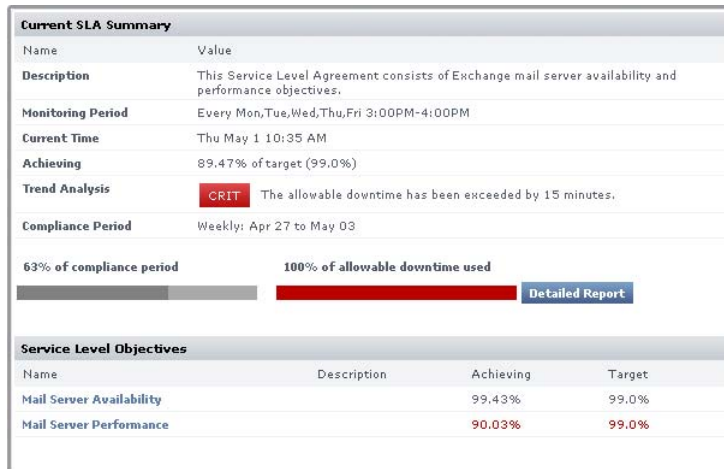 Current SLA Summary
Name Value
Description This Service Level Agreement consists of Exchange mail server availability and
performance objectives.
Monitoring Period Every Mon,Tue,Wed,Thu,Fri 3:00PM-4:00PM
Current Time Thu May 1 10:35 AM
Achieving 89.47% of target (99.0%)
Trend Analysis CRIT The allowable downtime has been exceeded by 15 minutes.
Compliance Period Weekly: Apr 27 to May 03
63% of compliance period 100% of allowable downtime used
Detailed Report
Service Level Objectives
Name Description Achieving Target
Mail Server Availability 99.43% 99.0%
Mail Server Performance 90.03% 99.0%